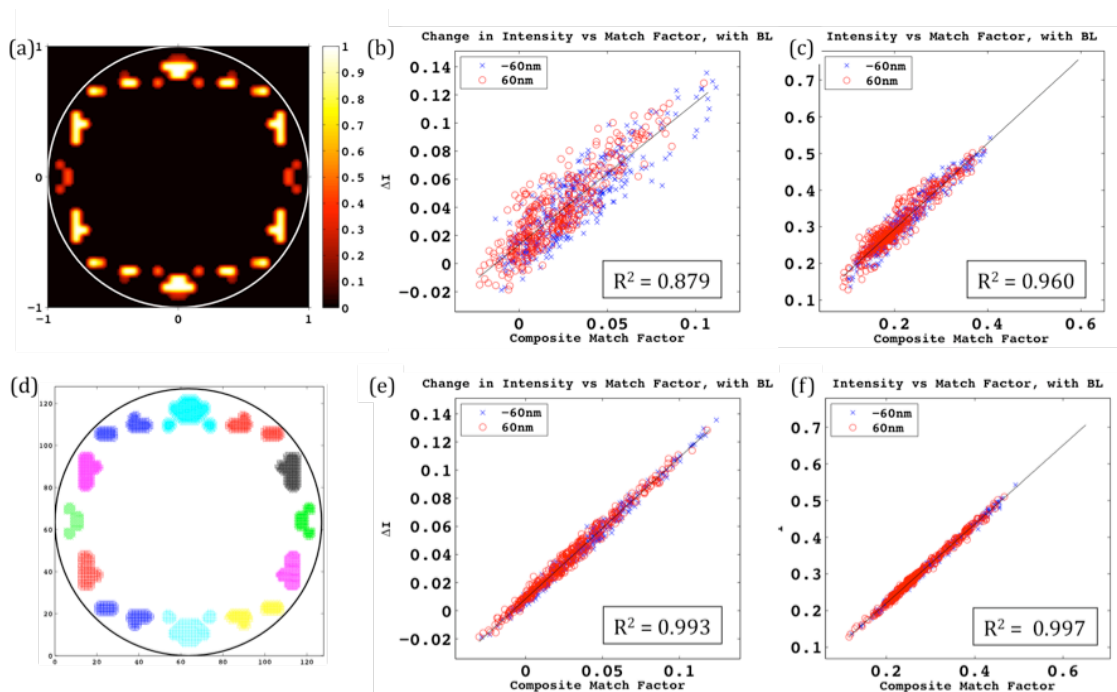 (a)
1
0
−1
−1
0
1
1
0.9
0.8
0.7
0.6
0.5
0.4
0.3
0.2
0.1
0
(b)
Change in Intensity vs Match Factor, with BL
0.14
0.12
0.1
0.08
0.06
0.04
0.02
0
−0.02
ΔI
× −60nm
○ 60nm
R² = 0.879
0
0.05
0.1
Composite Match Factor
(c)
Intensity vs Match Factor, with BL
0.7
0.6
0.5
0.4
0.3
0.2
0.1
× −60nm
○ 60nm
R² = 0.960
0.2
0.4
0.6
Composite Match Factor
(d)
120
100
80
60
40
20
0
0
20
40
60
80
100
120
(e)
Change in Intensity vs Match Factor, with BL
0.14
0.12
0.1
0.08
0.06
0.04
0.02
0
−0.02
ΔI
× −60nm
○ 60nm
R² = 0.993
0
0.05
0.1
Composite Match Factor
(f)
Intensity vs Match Factor, with BL
0.7
0.6
0.5
0.4
0.3
0.2
0.1
× −60nm
○ 60nm
R² = 0.997
0.2
0.4
0.6
Composite Match Factor